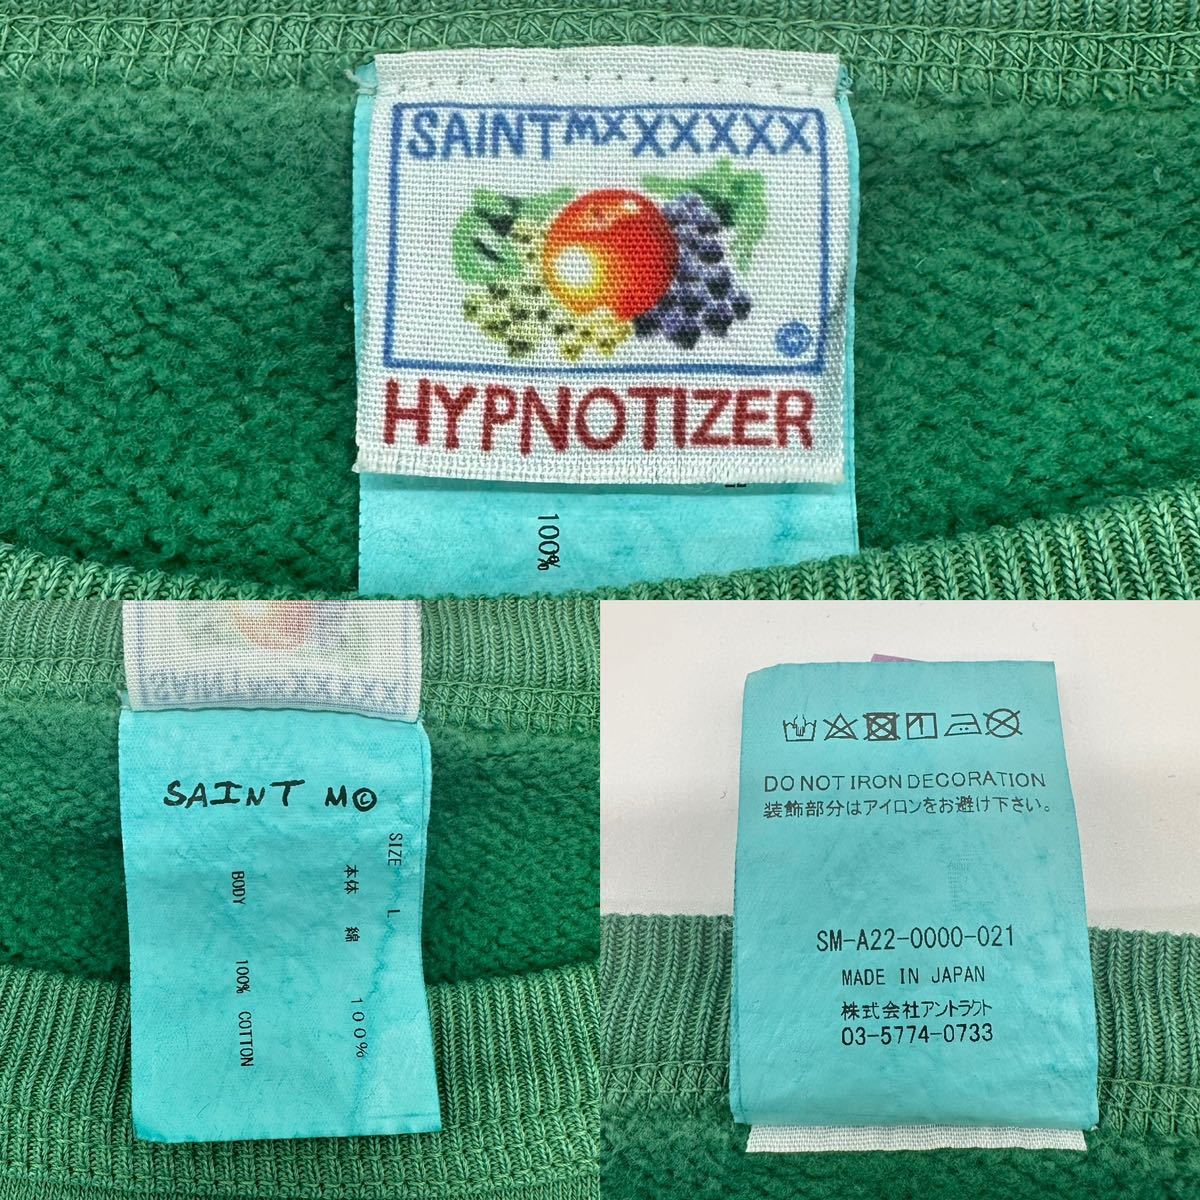 SAINT MXXXXXX
HYPNOTIZER
100%
SAINT M©
SIZE L
本体 綿 100%
BODY 100% COTTON
DO NOT IRON DECORATION
装飾部分はアイロンをお避け下さい。
SM-A22-0000-021
MADE IN JAPAN
株式会社アントラクト
03-5774-0733